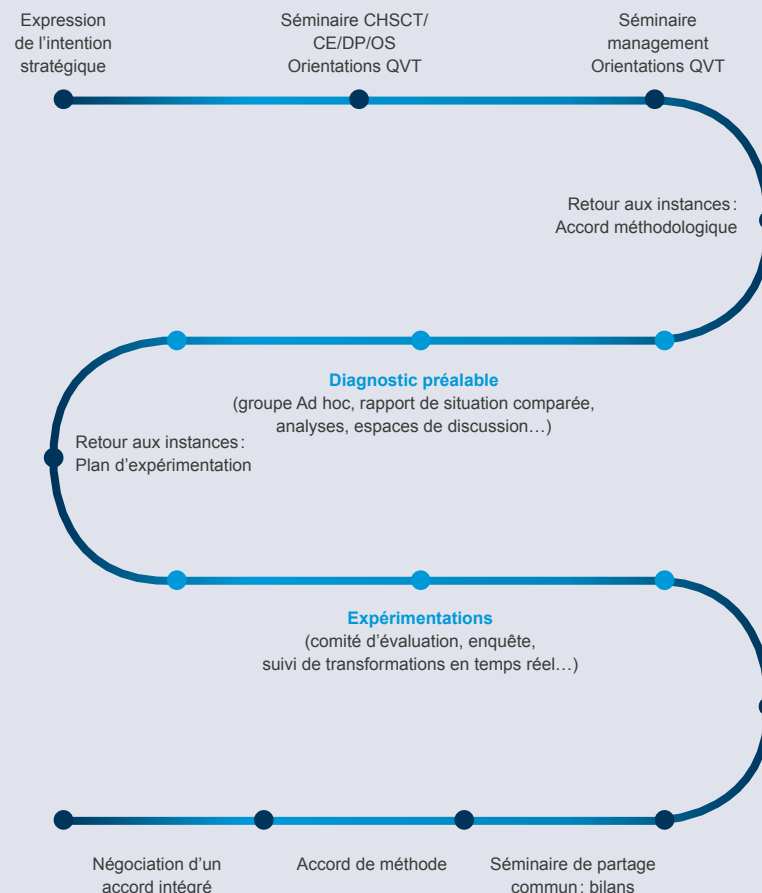 Expression
de l'intention
stratégique
Séminaire CHSCT/
CE/DP/OS
Orientations QVT
Séminaire
management
Orientations QVT
Retour aux instances :
Accord méthodologique
Diagnostic préalable
(groupe Ad hoc, rapport de situation comparée,
analyses, espaces de discussion…)
Retour aux instances :
Plan d'expérimentation
Expérimentations
(comité d'évaluation, enquête,
suivi de transformations en temps réel…)
Négociation d'un
accord intégré
Accord de méthode
Séminaire de partage
commun : bilans